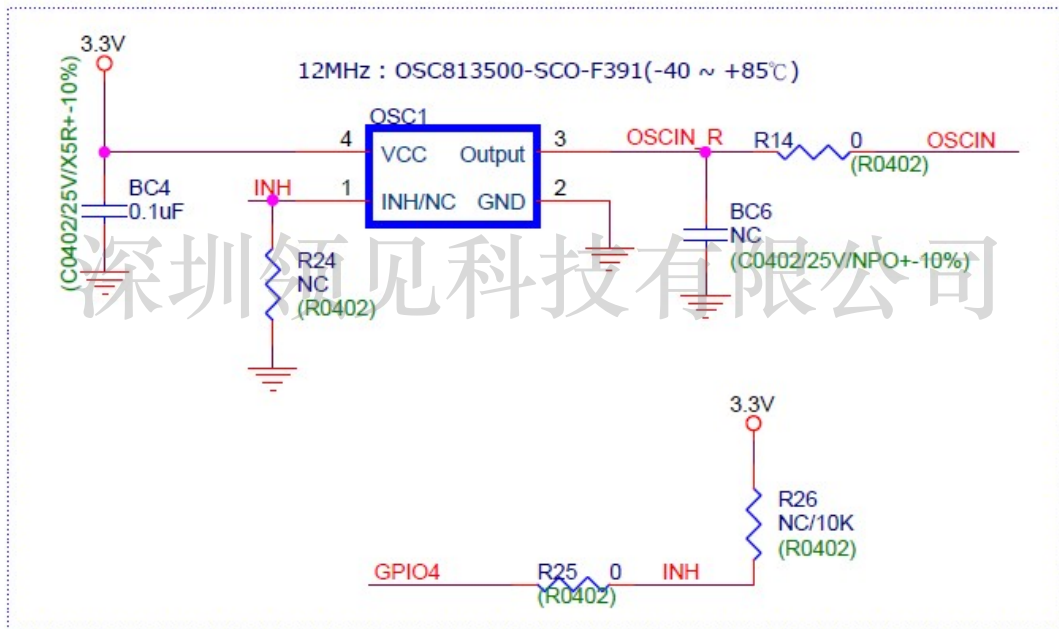 3.3V
(C0402/25V/X5R+-10%)
12MHz : OSC813500-SCO-F391(-40 ~ +85℃)
OSC1
4
VCC
Output
3
OSCIN_R
R14
0
OSCIN
(R0402)
BC4
0.1uF
INH
1
INH/NC
GND
2
BC6
NC
(C0402/25V/NPO+-10%)
R24
NC
(R0402)
深圳领见科技有限公司
3.3V
R26
NC/10K
(R0402)
GPIO4
R25
0
INH
(R0402)